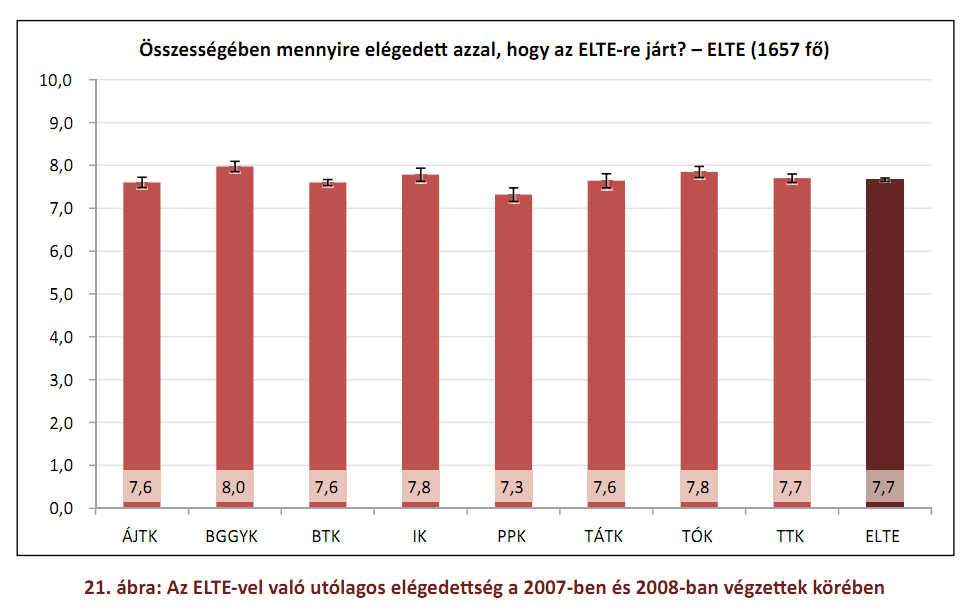 Összességében mennyire elégedett azzal, hogy az ELTE-re járt? – ELTE (1657 fő)
10,0
9,0
8,0
7,0
6,0
5,0
4,0
3,0
2,0
1,0
0,0
7,6 8,0 7,6 7,8 7,3 7,6 7,8 7,7 7,7
ÁJTK BGGYK BTK IK PPK TÁTK TÓK TTK ELTE
21. ábra: Az ELTE-vel való utólagos elégedettség a 2007-ben és 2008-ban végzettek körében